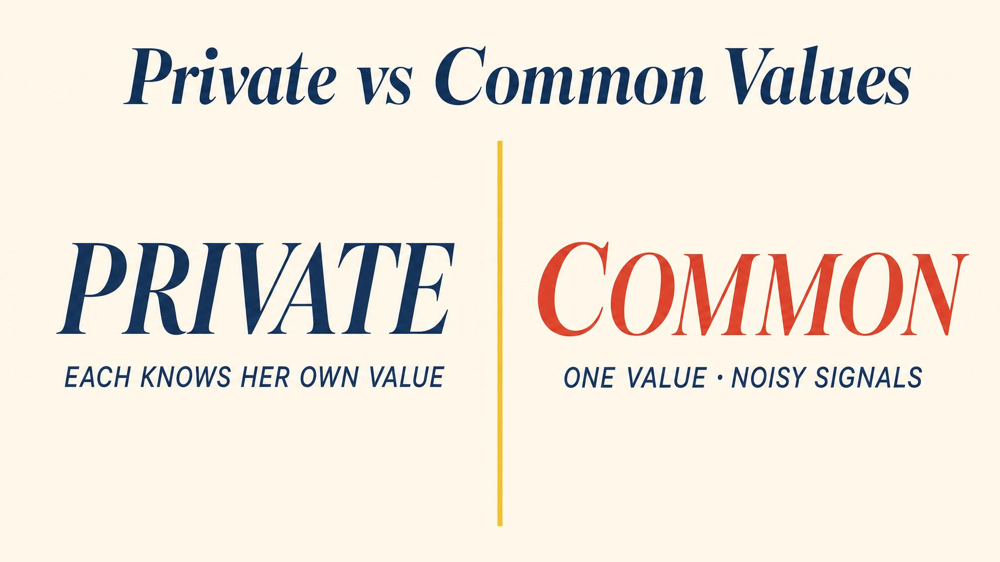 Private vs Common Values
PRIVATE
EACH KNOWS HER OWN VALUE
COMMON
ONE VALUE • NOISY SIGNALS